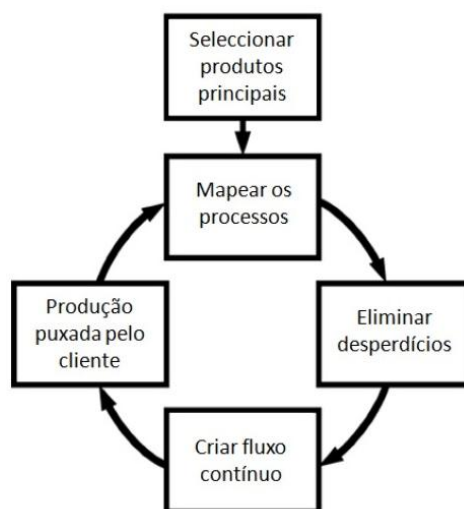 Seleccionar
produtos
principais
Mapear os
processos
Produção
puxada pelo
cliente
Eliminar
desperdícios
Criar fluxo
contínuo